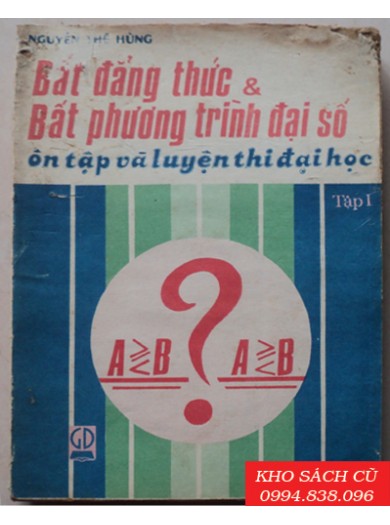 NGUYỄN THẾ HÙNG
Bất đẳng thức &
Bất phương trình đại số
ôn tập và luyện thi đại học
Tập I
?
A⪌B A⪌B
GD
KHO SÁCH CŨ
0994.838.096